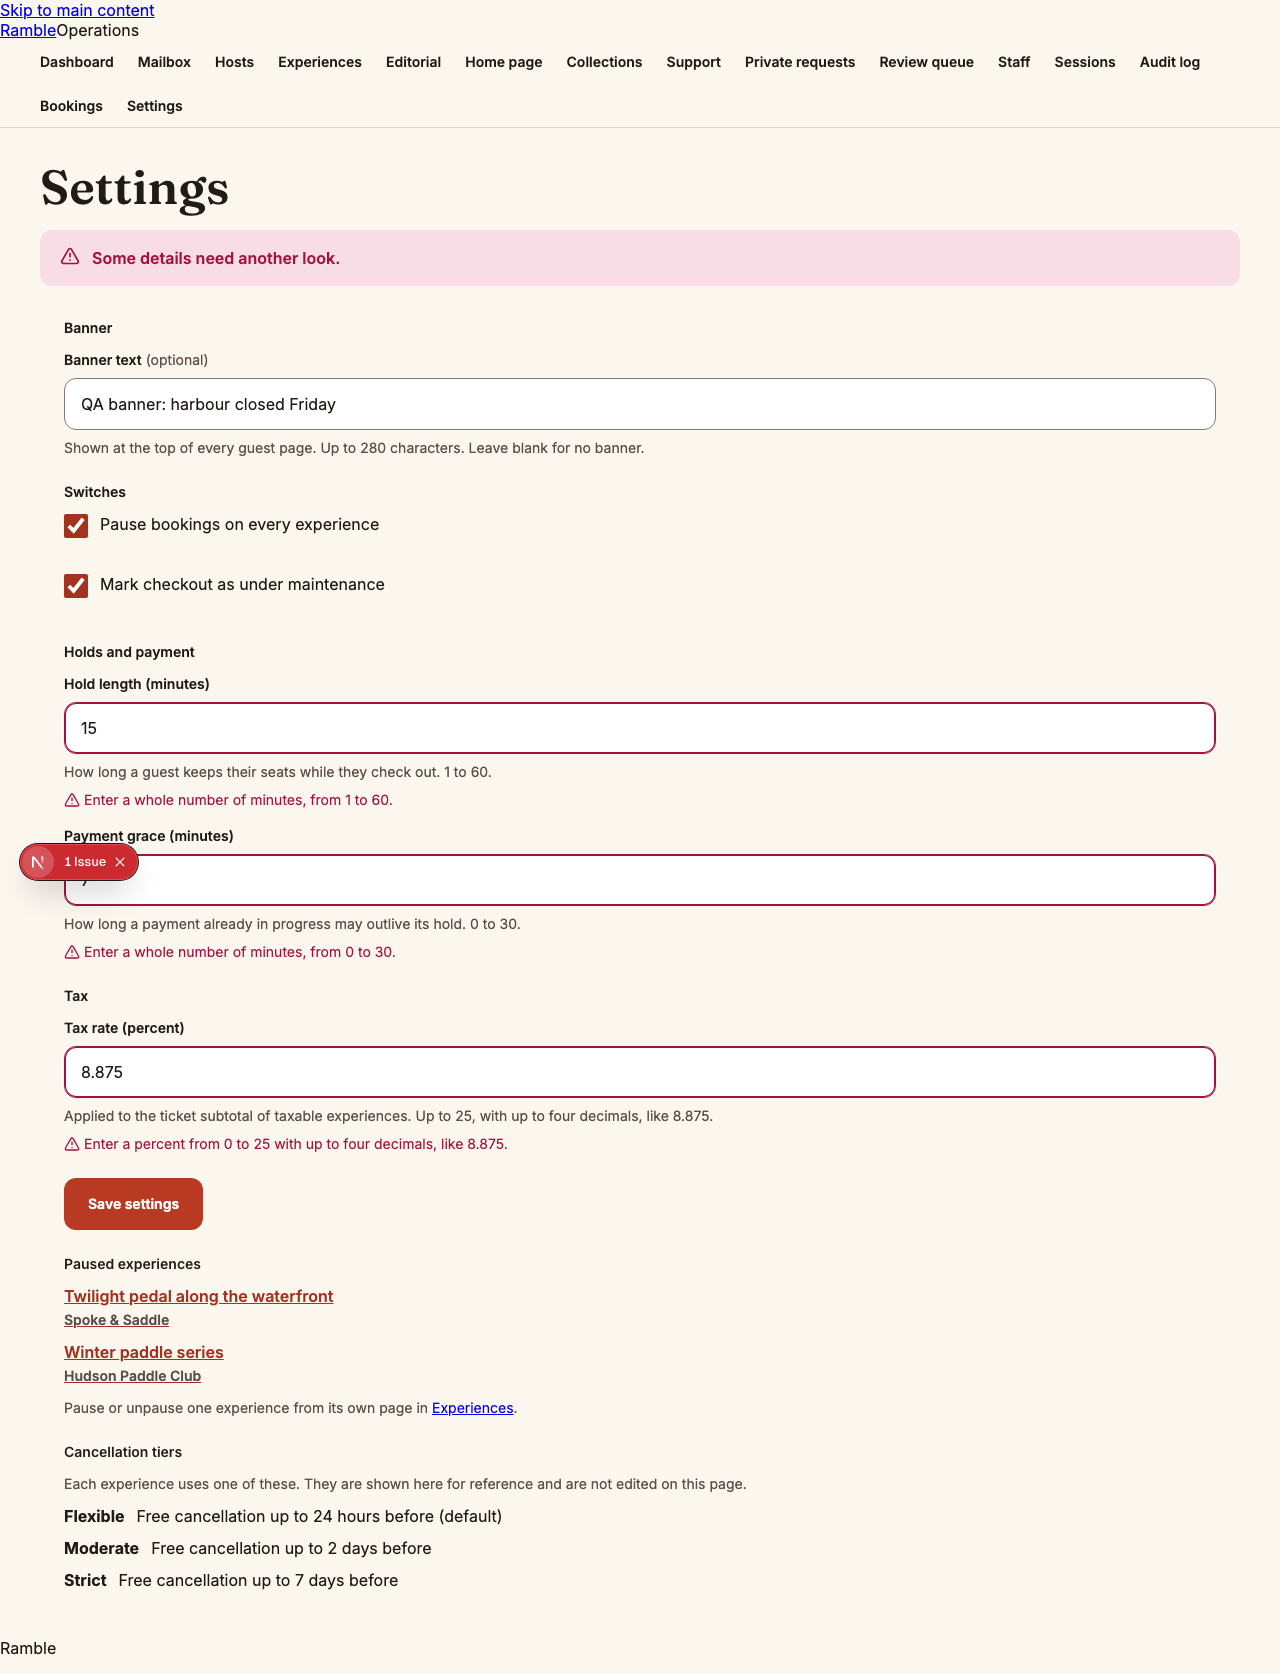 Skip to main content
RambleOperations
Dashboard Mailbox Hosts Experiences Editorial Home page Collections Support Private requests Review queue Staff Sessions Audit log
Bookings Settings
Settings
Some details need another look.
Banner
Banner text (optional)
QA banner: harbour closed Friday
Shown at the top of every guest page. Up to 280 characters. Leave blank for no banner.
Switches
Pause bookings on every experience
Mark checkout as under maintenance
Holds and payment
Hold length (minutes)
15
How long a guest keeps their seats while they check out. 1 to 60.
Enter a whole number of minutes, from 1 to 60.
Payment grace (minutes)
N 1 Issue
How long a payment already in progress may outlive its hold. 0 to 30.
Enter a whole number of minutes, from 0 to 30.
Tax
Tax rate (percent)
8.875
Applied to the ticket subtotal of taxable experiences. Up to 25, with up to four decimals, like 8.875.
Enter a percent from 0 to 25 with up to four decimals, like 8.875.
Save settings
Paused experiences
Twilight pedal along the waterfront
Spoke & Saddle
Winter paddle series
Hudson Paddle Club
Pause or unpause one experience from its own page in Experiences.
Cancellation tiers
Each experience uses one of these. They are shown here for reference and are not edited on this page.
Flexible Free cancellation up to 24 hours before (default)
Moderate Free cancellation up to 2 days before
Strict Free cancellation up to 7 days before
Ramble